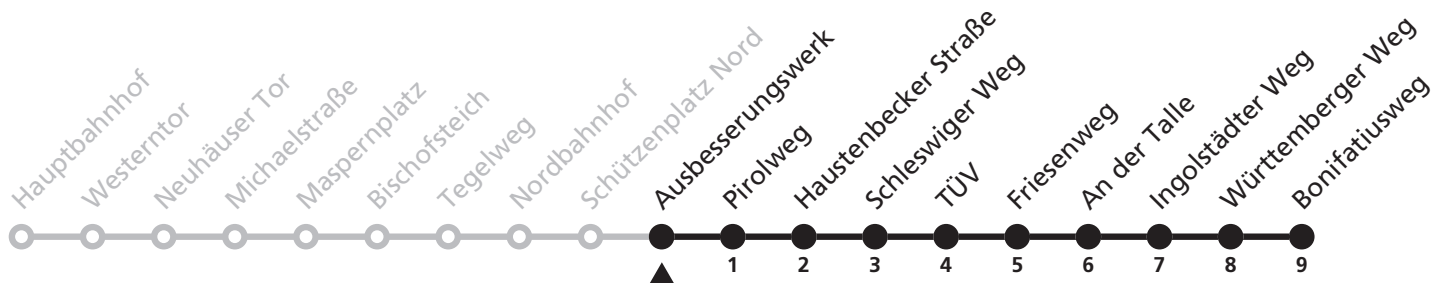 Hauptbahnhof
Westerntor
Neuhäuser Tor
Michaelstraße
Maspernplatz
Bischofsteich
Tegelweg
Nordbahnhof
Schützenplatz Nord
Ausbesserungswerk
Pirolweg
Haustenbecker Straße
Schleswiger Weg
TÜV
Friesenweg
An der Talle
Ingolstädter Weg
Württemberger Weg
Bonifatiusweg
1 2 3 4 5 6 7 8 9